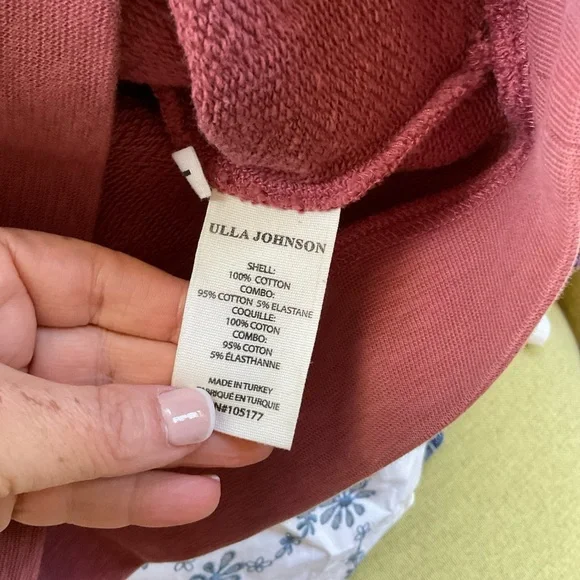 ULLA JOHNSON
SHELL:
100% COTTON
COMBO:
95% COTTON 5% ELASTANE
COQUILLE:
100% COTON
COMBO:
95% COTON
5% ÉLASTHANNE
MADE IN TURKEY
FABRIQUÉ EN TURQUIE
N#105177